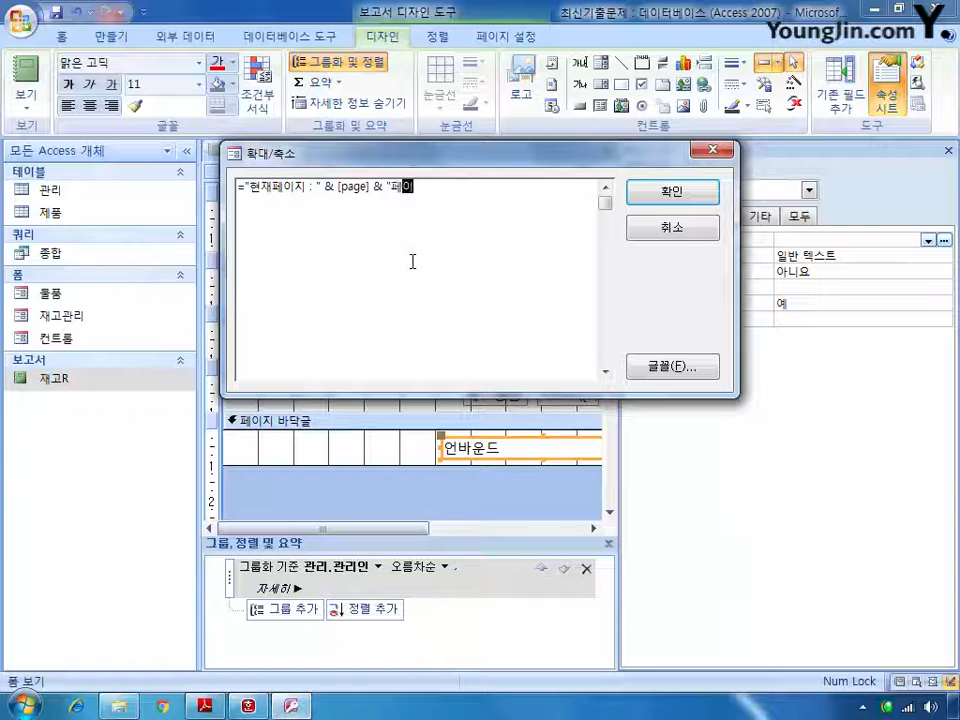 보고서 디자인 도구
최신기출문제 : 데이터베이스 (Access 2007) - Microsof...
YoungJin.com Y.
홈
만들기
외부 데이터
데이터베이스 도구
디자인
정렬
페이지 설정
보기
맑은 고딕
11
가 가 가
가
조건부
서식
그룹화 및 정렬
요약
자세한 정보 숨기기
눈금선
로고
기존 필드
추가
속성
시트
보기
글꼴
그룹화 및 요약
눈금선
컨트롤
도구
모든 Access 개체
테이블
관리
제품
쿼리
종합
폼
물품
재고관리
컨트롤
보고서
재고R
확대/축소
="현재페이지 : " & [page] & "페이
확인
취소
글꼴(F)...
기타
모두
일반 텍스트
아니요
예
페이지 바닥글
언바운드
그룹, 정렬 및 요약
그룹화 기준 관리.관리인
오름차순
자세히
그룹 추가
정렬 추가
폼 보기
Num Lock